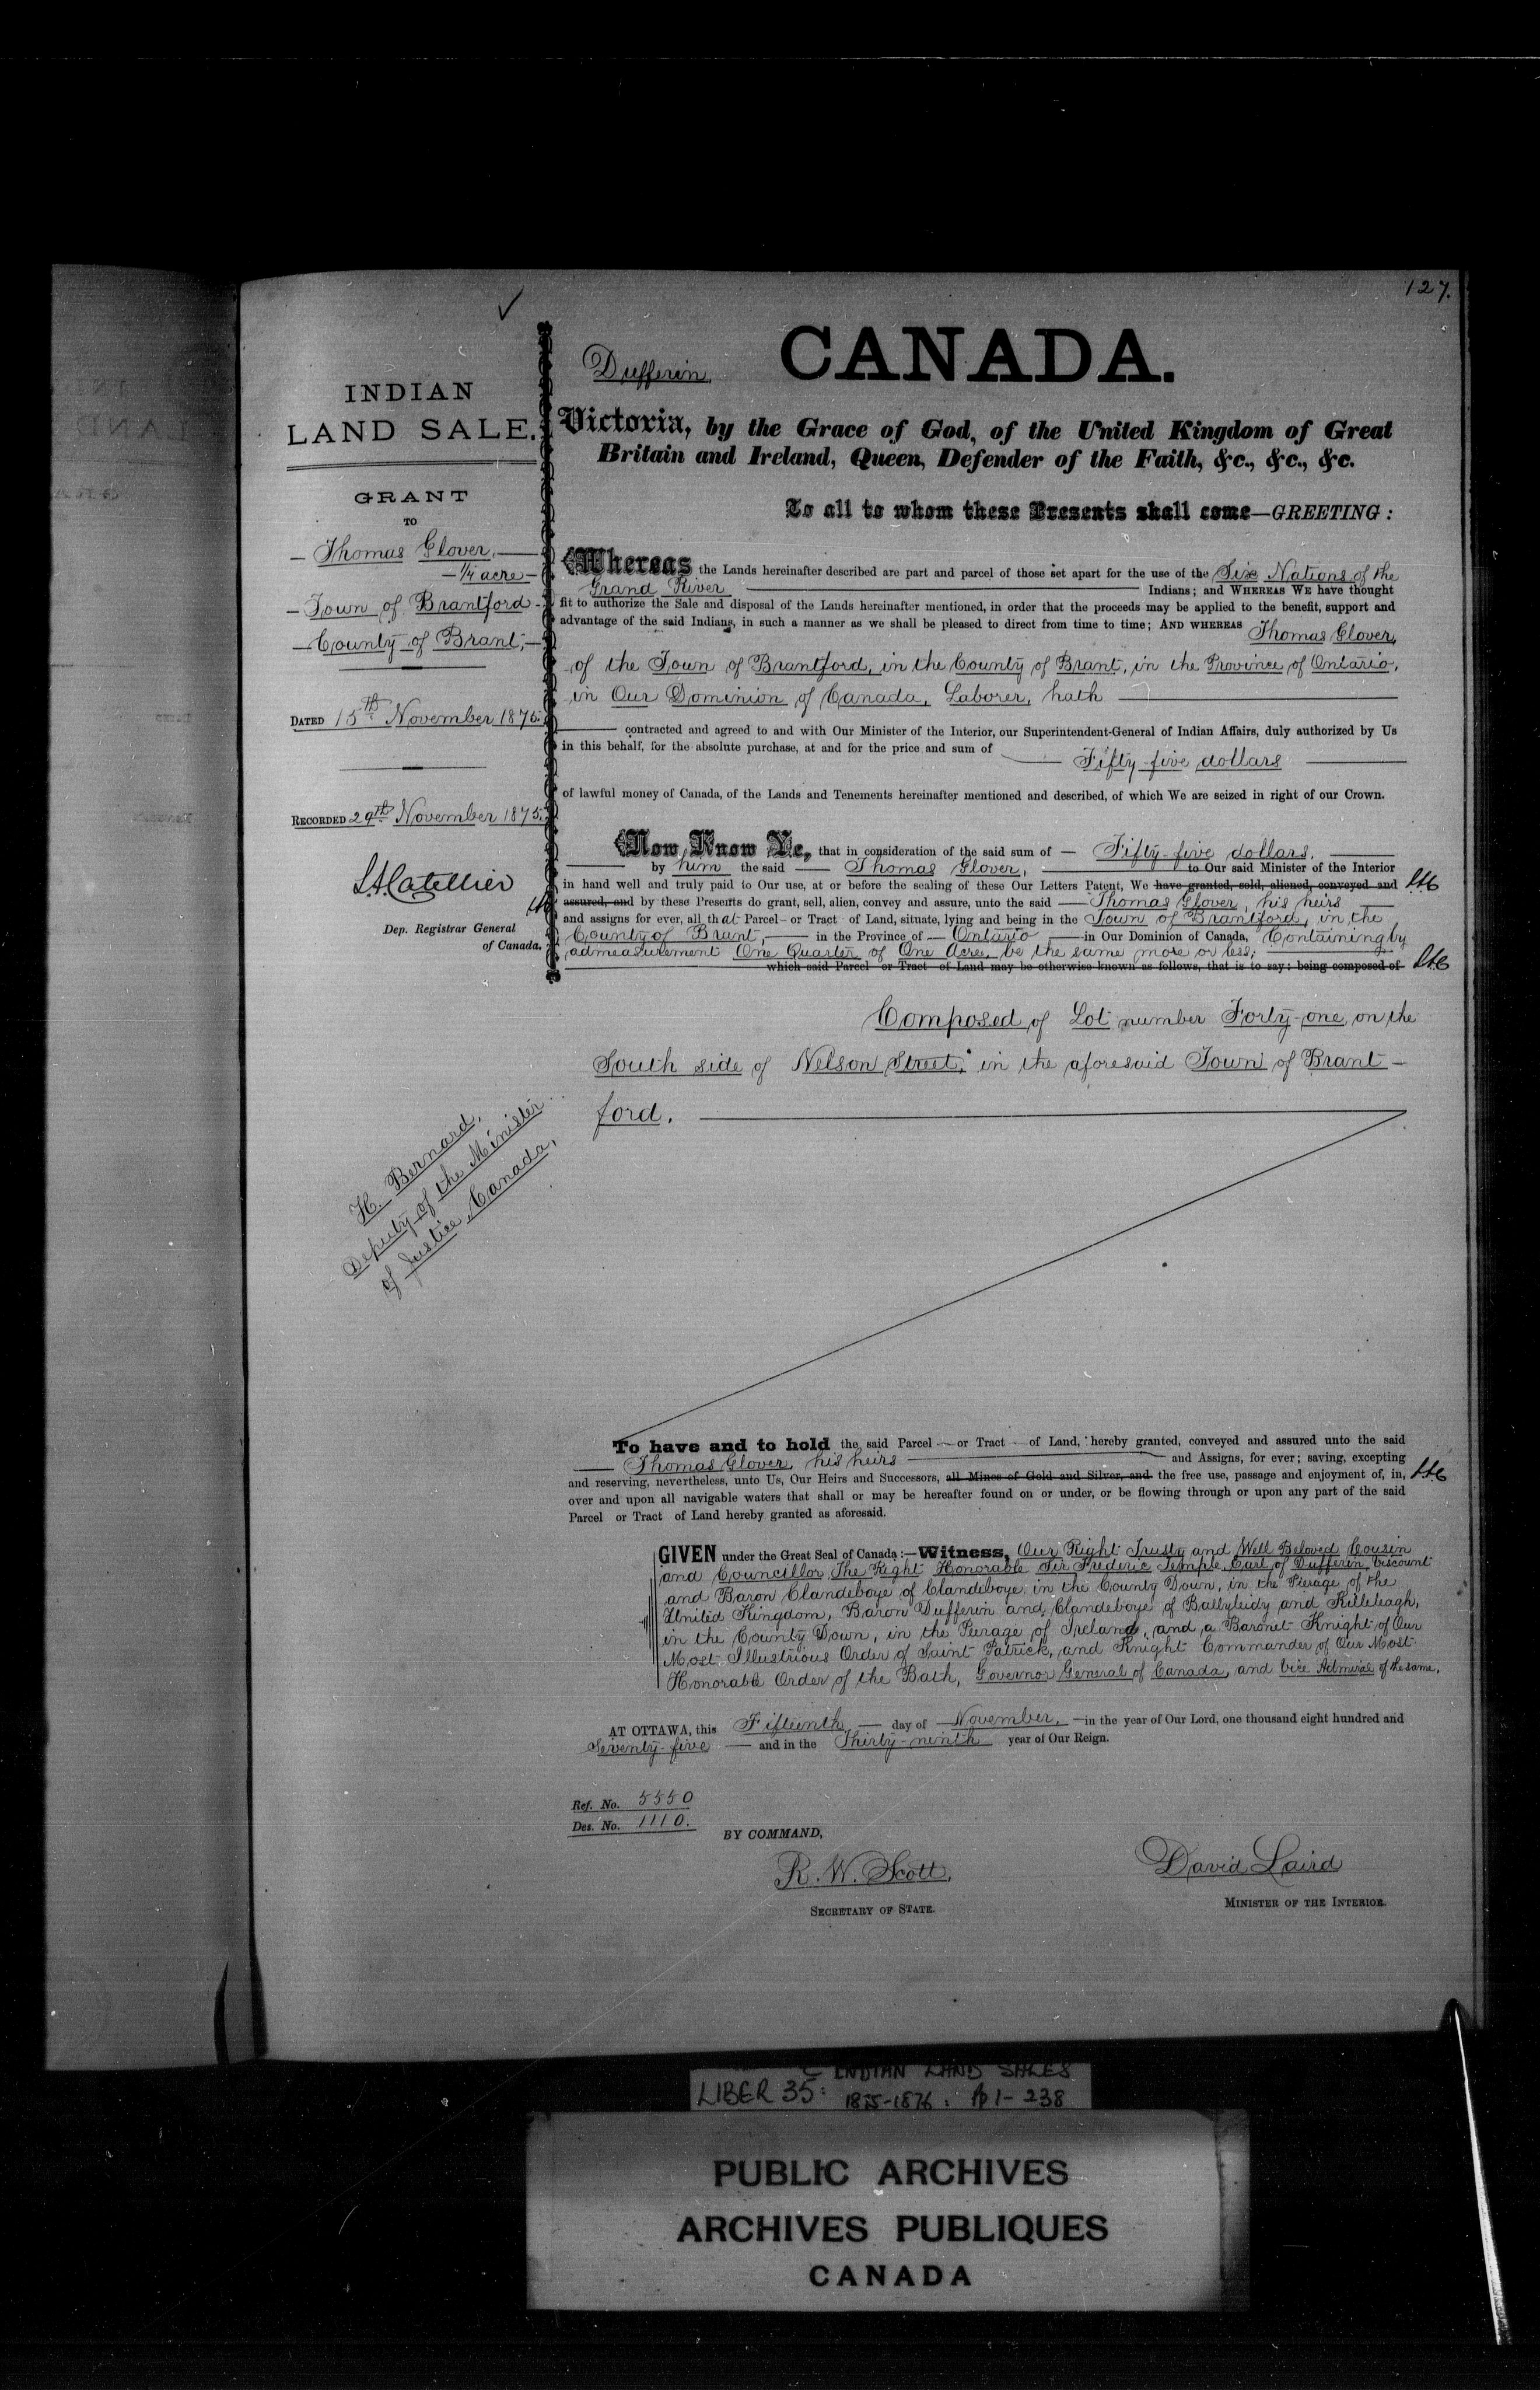 127.
INDIAN
LAND SALE.
GRANT
TO
Thomas Glover,
1/4 acre
Town of Brantford
County of Brant,
DATED 15th November 1875.
RECORDED 29th November 1875.
Dep. Registrar General
of Canada.
H. Bernard,
Deputy of the Minister
of Justice, Canada,
Dufferin.
CANADA.
Victoria, by the Grace of God, of the United Kingdom of Great
Britain and Ireland, Queen, Defender of the Faith, &c., &c., &c.
To all to whom these Presents shall come—GREETING:
Whereas the Lands hereinafter described are part and parcel of those set apart for the use of the Six Nations of the
Grand River Indians; and WHEREAS WE have thought
fit to authorize the Sale and disposal of the Lands hereinafter mentioned, in order that the proceeds may be applied to the benefit, support and
advantage of the said Indians, in such a manner as we shall be pleased to direct from time to time; AND WHEREAS Thomas Glover,
of the Town of Brantford, in the County of Brant, in the Province of Ontario,
in Our Dominion of Canada, Laborer, hath
contracted and agreed to and with Our Minister of the Interior, our Superintendent-General of Indian Affairs, duly authorized by Us
in this behalf, for the absolute purchase, at and for the price and sum of
Fifty-five dollars
of lawful money of Canada, of the Lands and Tenements hereinafter mentioned and described, of which We are seized in right of our Crown.
Now Know Ye, that in consideration of the said sum of — Fifty-five dollars,
by him the said — Thomas Glover, to Our said Minister of the Interior
in hand well and truly paid to Our use, at or before the sealing of these Our Letters Patent, We have granted, sold, aliened, conveyed and
assured, and by these Presents do grant, sell, alien, convey and assure, unto the said — Thomas Glover, his heirs
and assigns for ever, all that Parcel or Tract of Land, situate, lying and being in the Town of Brantford, in the
County of Brant, in the Province of — Ontario — in Our Dominion of Canada, Containing by
admeasurement One Quarter of One Acre, be the same more or less;
which said Parcel or Tract of Land may be otherwise known as follows, that is to say: being composed of
Composed of Lot number Forty-one, on the
South side of Nelson Street, in the aforesaid Town of Brant-
ford.
To have and to hold the said Parcel or Tract of Land, hereby granted, conveyed and assured unto the said
Thomas Glover, his heirs and Assigns, for ever; saving, excepting
and reserving, nevertheless, unto Us, Our Heirs and Successors, all Mines of Gold and Silver, and the free use, passage and enjoyment of, in,
over and upon all navigable waters that shall or may be hereafter found on or under, or be flowing through or upon any part of the said
Parcel or Tract of Land hereby granted as aforesaid.
GIVEN under the Great Seal of Canada:—Witness, Our Right Trusty and Well Beloved Cousin
and Councillor The Right Honorable Sir Frederic Temple, Earl of Dufferin, Viscount
and Baron Clandeboye of Clandeboye, in the County Down, in the Peerage of the
United Kingdom, Baron Dufferin and Clandeboye of Ballyleidy and Killeleagh,
in the County Down, in the Peerage of Ireland, and a Baronet Knight of Our
Most Illustrious Order of Saint Patrick, and Knight Commander of Our Most
Honorable Order of the Bath, Governor General of Canada, and Vice Admiral of the same,
AT OTTAWA, this Fifteenth — day of November, — in the year of Our Lord, one thousand eight hundred and
Seventy-five — and in the Thirty-ninth year of Our Reign.
Ref. No. 5550
Des. No. 1110.
BY COMMAND,
R. W. Scott,
SECRETARY OF STATE.
David Laird
MINISTER OF THE INTERIOR.
INDIAN LAND SALES
LIBER 35: 1875-1876: pp 1-238
PUBLIC ARCHIVES
ARCHIVES PUBLIQUES
CANADA